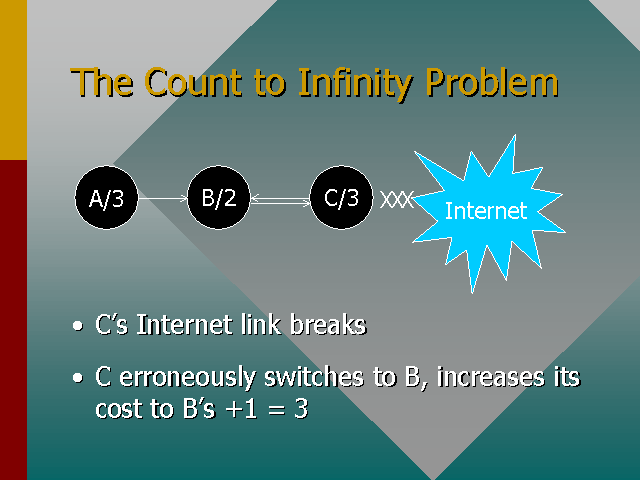 The Count to Infinity Problem
A/3 B/2 C/3 XXX Internet
• C's Internet link breaks
• C erroneously switches to B, increases its
cost to B's +1 = 3